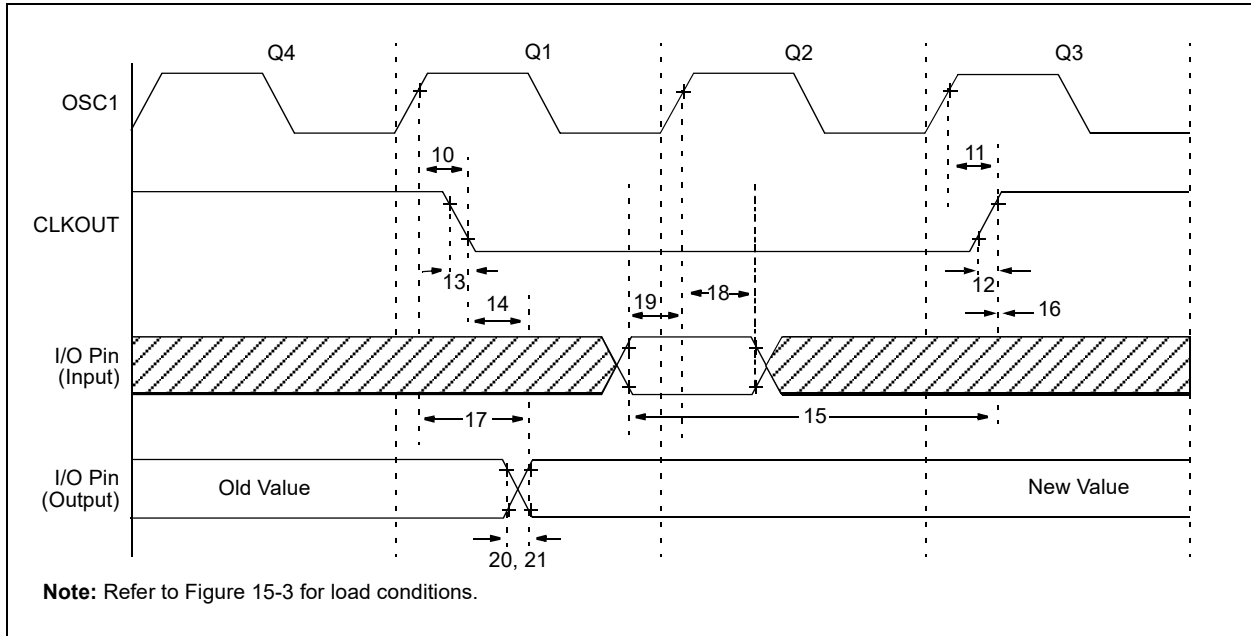 Q4 Q1 Q2 Q3
OSC1
10 11
CLKOUT
13 12
14 19 18 16
I/O Pin
(Input)
17 15
I/O Pin
(Output)
Old Value New Value
20, 21
Note: Refer to Figure 15-3 for load conditions.